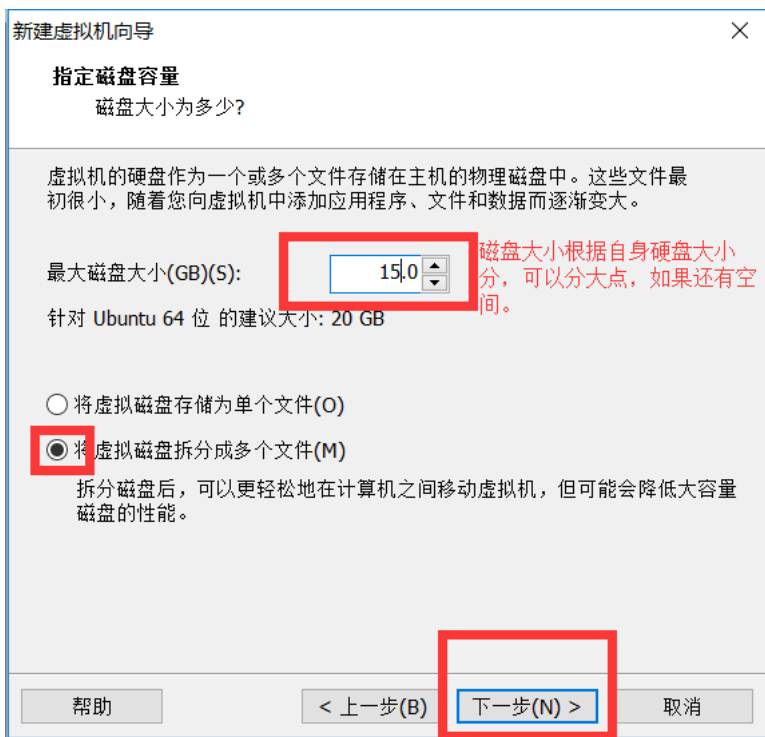 新建虚拟机向导
指定磁盘容量
磁盘大小为多少?
虚拟机的硬盘作为一个或多个文件存储在主机的物理磁盘中。这些文件最
初很小，随着您向虚拟机中添加应用程序、文件和数据而逐渐变大。
最大磁盘大小(GB)(S):
15.0
磁盘大小根据自身硬盘大小
分，可以分大点，如果还有空
间。
针对 Ubuntu 64 位 的建议大小: 20 GB
将虚拟磁盘存储为单个文件(O)
将虚拟磁盘拆分成多个文件(M)
拆分磁盘后，可以更轻松地在计算机之间移动虚拟机，但可能会降低大容量
磁盘的性能。
帮助 < 上一步(B) 下一步(N) > 取消